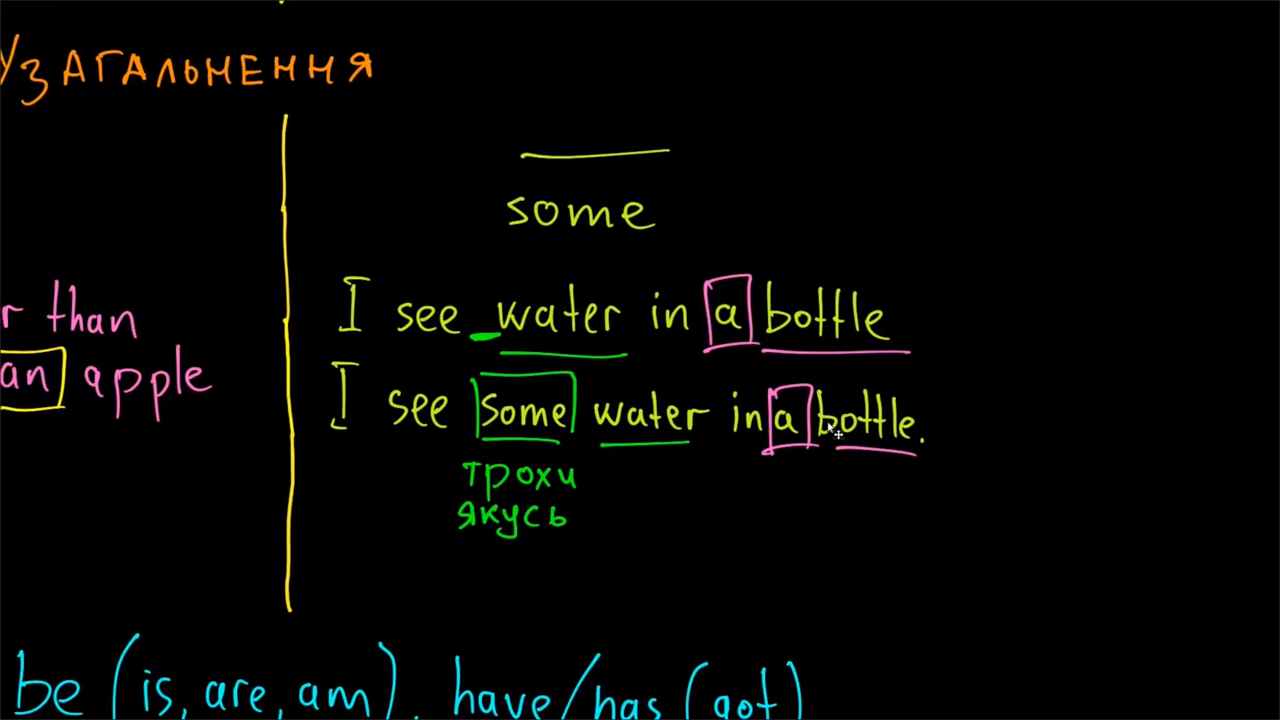 УЗАГАЛЬНЕННЯ
some
I see _water in a bottle
I see some water in a bottle.
трохи
якусь
r than
an apple
be (is, are, am), have/has (got)